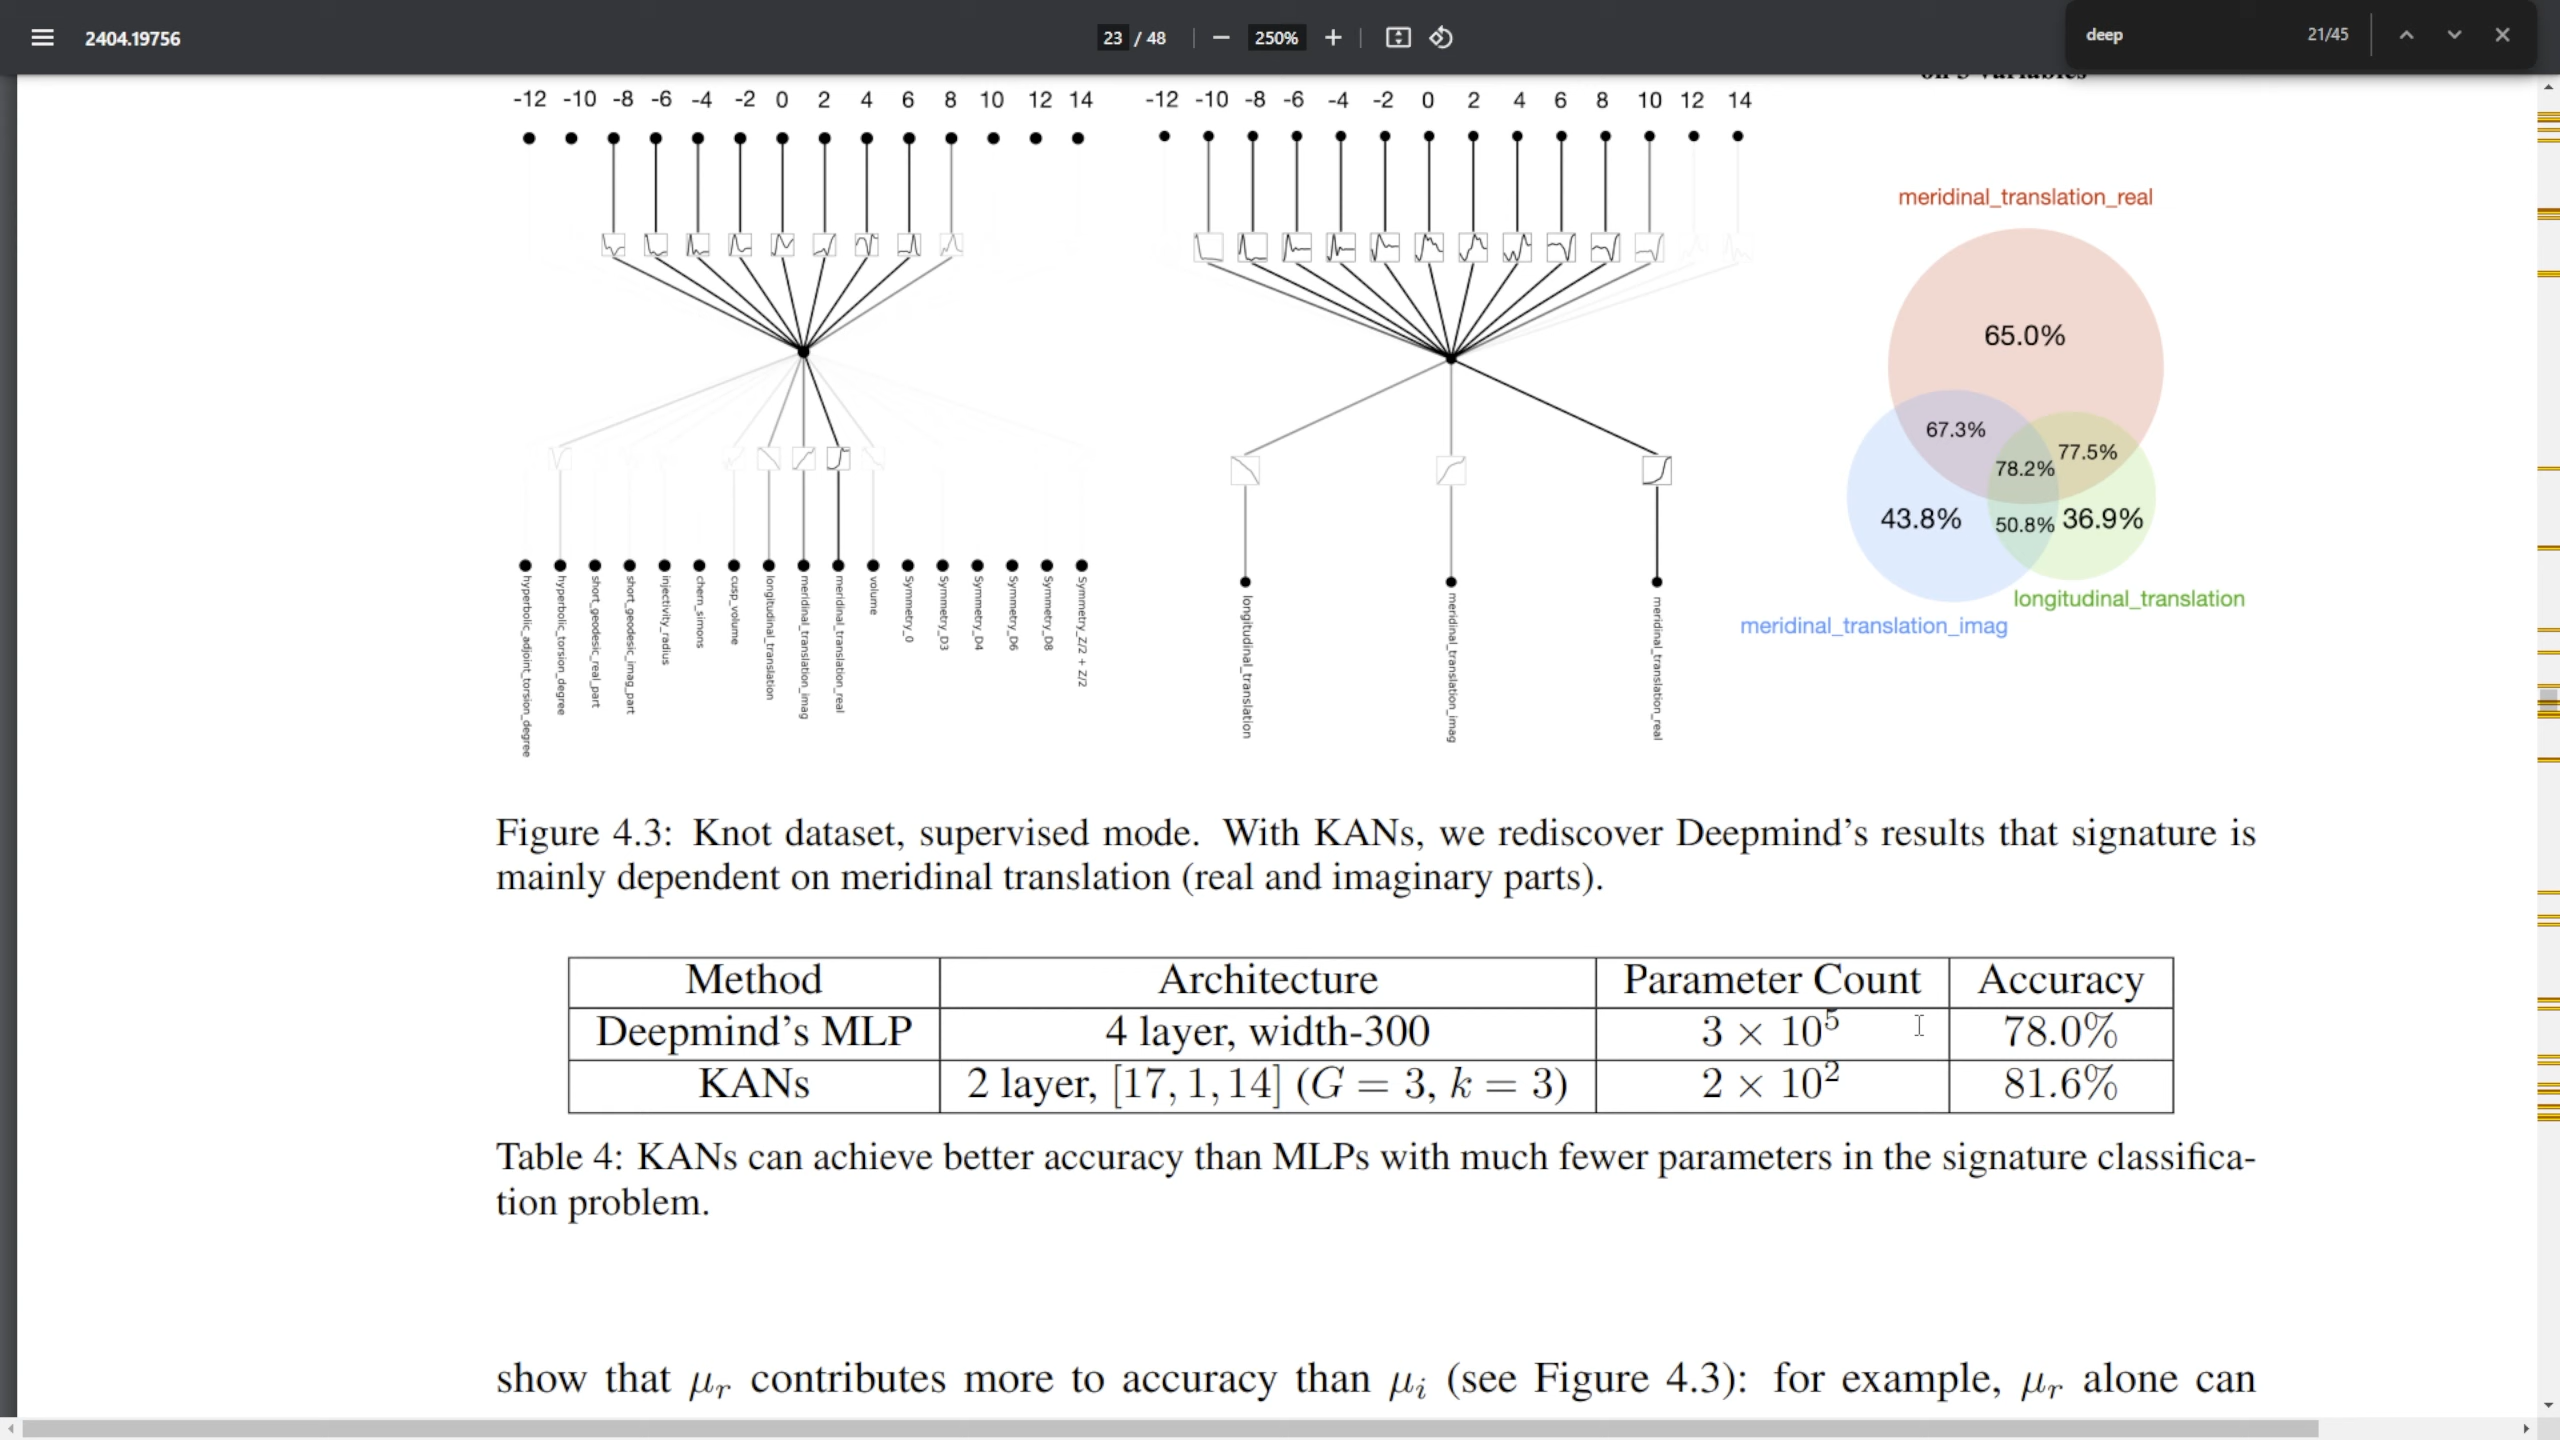 2404.19756
23 / 48
250%
deep
21/45
on 3 variables
-12 -10 -8 -6 -4 -2 0 2 4 6 8 10 12 14
-12 -10 -8 -6 -4 -2 0 2 4 6 8 10 12 14
hyperbolic_adjoint_torsion_degree
hyperbolic_torsion_degree
short_geodesic_real_part
short_geodesic_imag_part
injectivity_radius
chern_simons
cusp_volume
longitudinal_translation
meridinal_translation_imag
meridinal_translation_real
volume
Symmetry_0
Symmetry_D3
Symmetry_D4
Symmetry_D6
Symmetry_D8
Symmetry_Z/2 + Z/2
longitudinal_translation
meridinal_translation_imag
meridinal_translation_real
meridinal_translation_real
65.0%
67.3%
77.5%
78.2%
43.8%
50.8%
36.9%
longitudinal_translation
meridinal_translation_imag
Figure 4.3: Knot dataset, supervised mode. With KANs, we rediscover Deepmind's results that signature is
mainly dependent on meridinal translation (real and imaginary parts).
Method Architecture Parameter Count Accuracy
Deepmind's MLP 4 layer, width-300 3 × 10⁵ 78.0%
KANs 2 layer, [17, 1, 14] (G = 3, k = 3) 2 × 10² 81.6%
Table 4: KANs can achieve better accuracy than MLPs with much fewer parameters in the signature classifica-
tion problem.
show that μᵣ contributes more to accuracy than μᵢ (see Figure 4.3): for example, μᵣ alone can